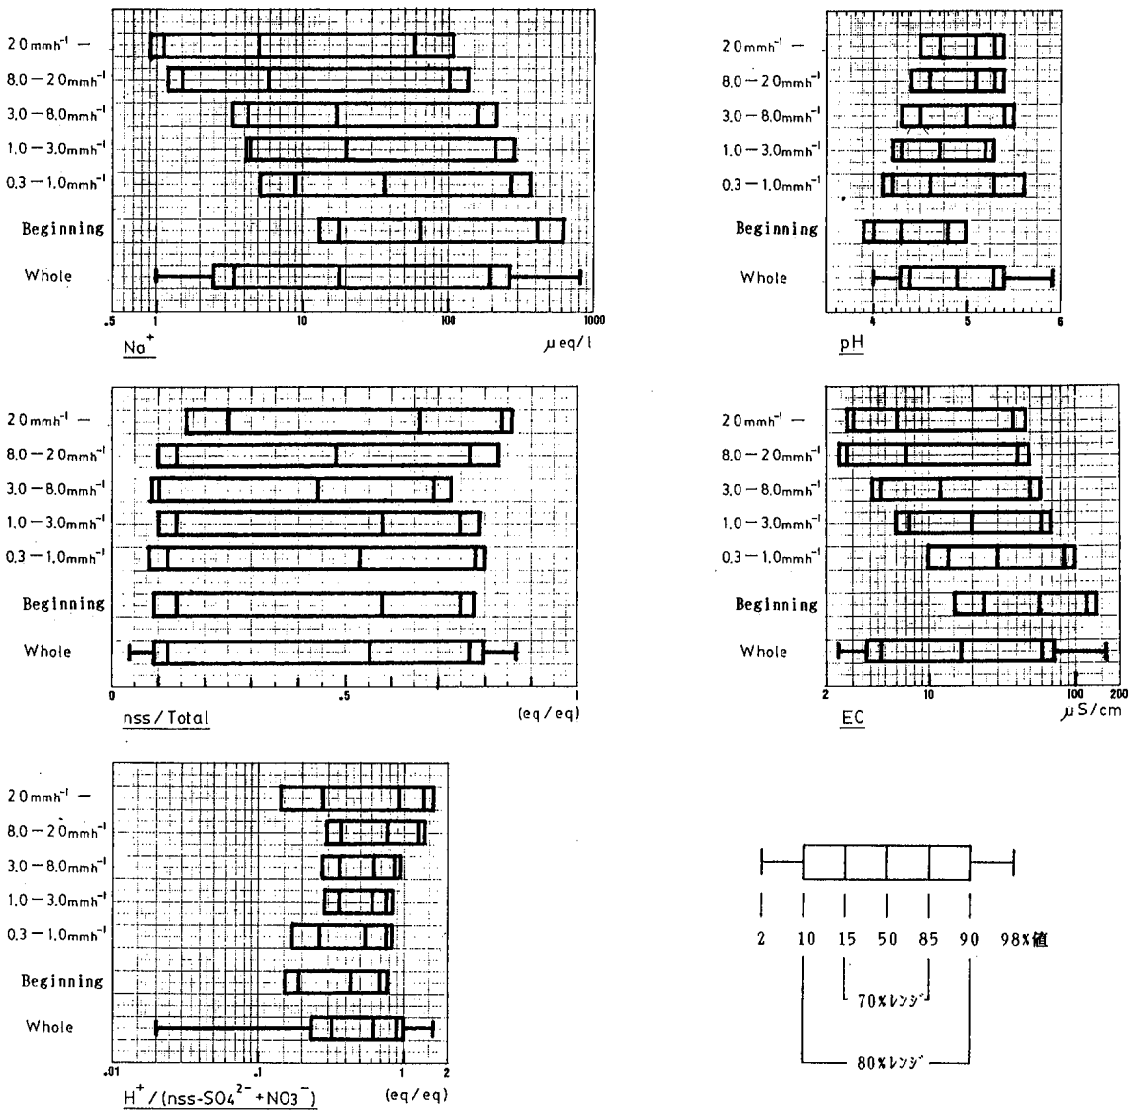 20mmh⁻¹ —
8.0 — 20mmh⁻¹
3.0 — 8.0mmh⁻¹
1.0 — 3.0mmh⁻¹
0.3 — 1.0mmh⁻¹
Beginning
Whole
.5 1 10 100 1000
Na⁺ μeq/l
20mmh⁻¹ —
8.0 — 20mmh⁻¹
3.0 — 8.0mmh⁻¹
1.0 — 3.0mmh⁻¹
0.3 — 1.0mmh⁻¹
Beginning
Whole
4 5 6
pH
20mmh⁻¹ —
8.0 — 20mmh⁻¹
3.0 — 8.0mmh⁻¹
1.0 — 3.0mmh⁻¹
0.3 — 1.0mmh⁻¹
Beginning
Whole
0 .5 1
nss/Total (eq/eq)
20mmh⁻¹ —
8.0 — 20mmh⁻¹
3.0 — 8.0mmh⁻¹
1.0 — 3.0mmh⁻¹
0.3 — 1.0mmh⁻¹
Beginning
Whole
2 10 100 200
EC μS/cm
20mmh⁻¹ —
8.0 — 20mmh⁻¹
3.0 — 8.0mmh⁻¹
1.0 — 3.0mmh⁻¹
0.3 — 1.0mmh⁻¹
Beginning
Whole
.01 .1 1 2
H⁺/(nss-SO4²⁻+NO3⁻) (eq/eq)
2 10 15 50 85 90 98%値
70%ﾚﾝｼﾞ
80%ﾚﾝｼﾞ